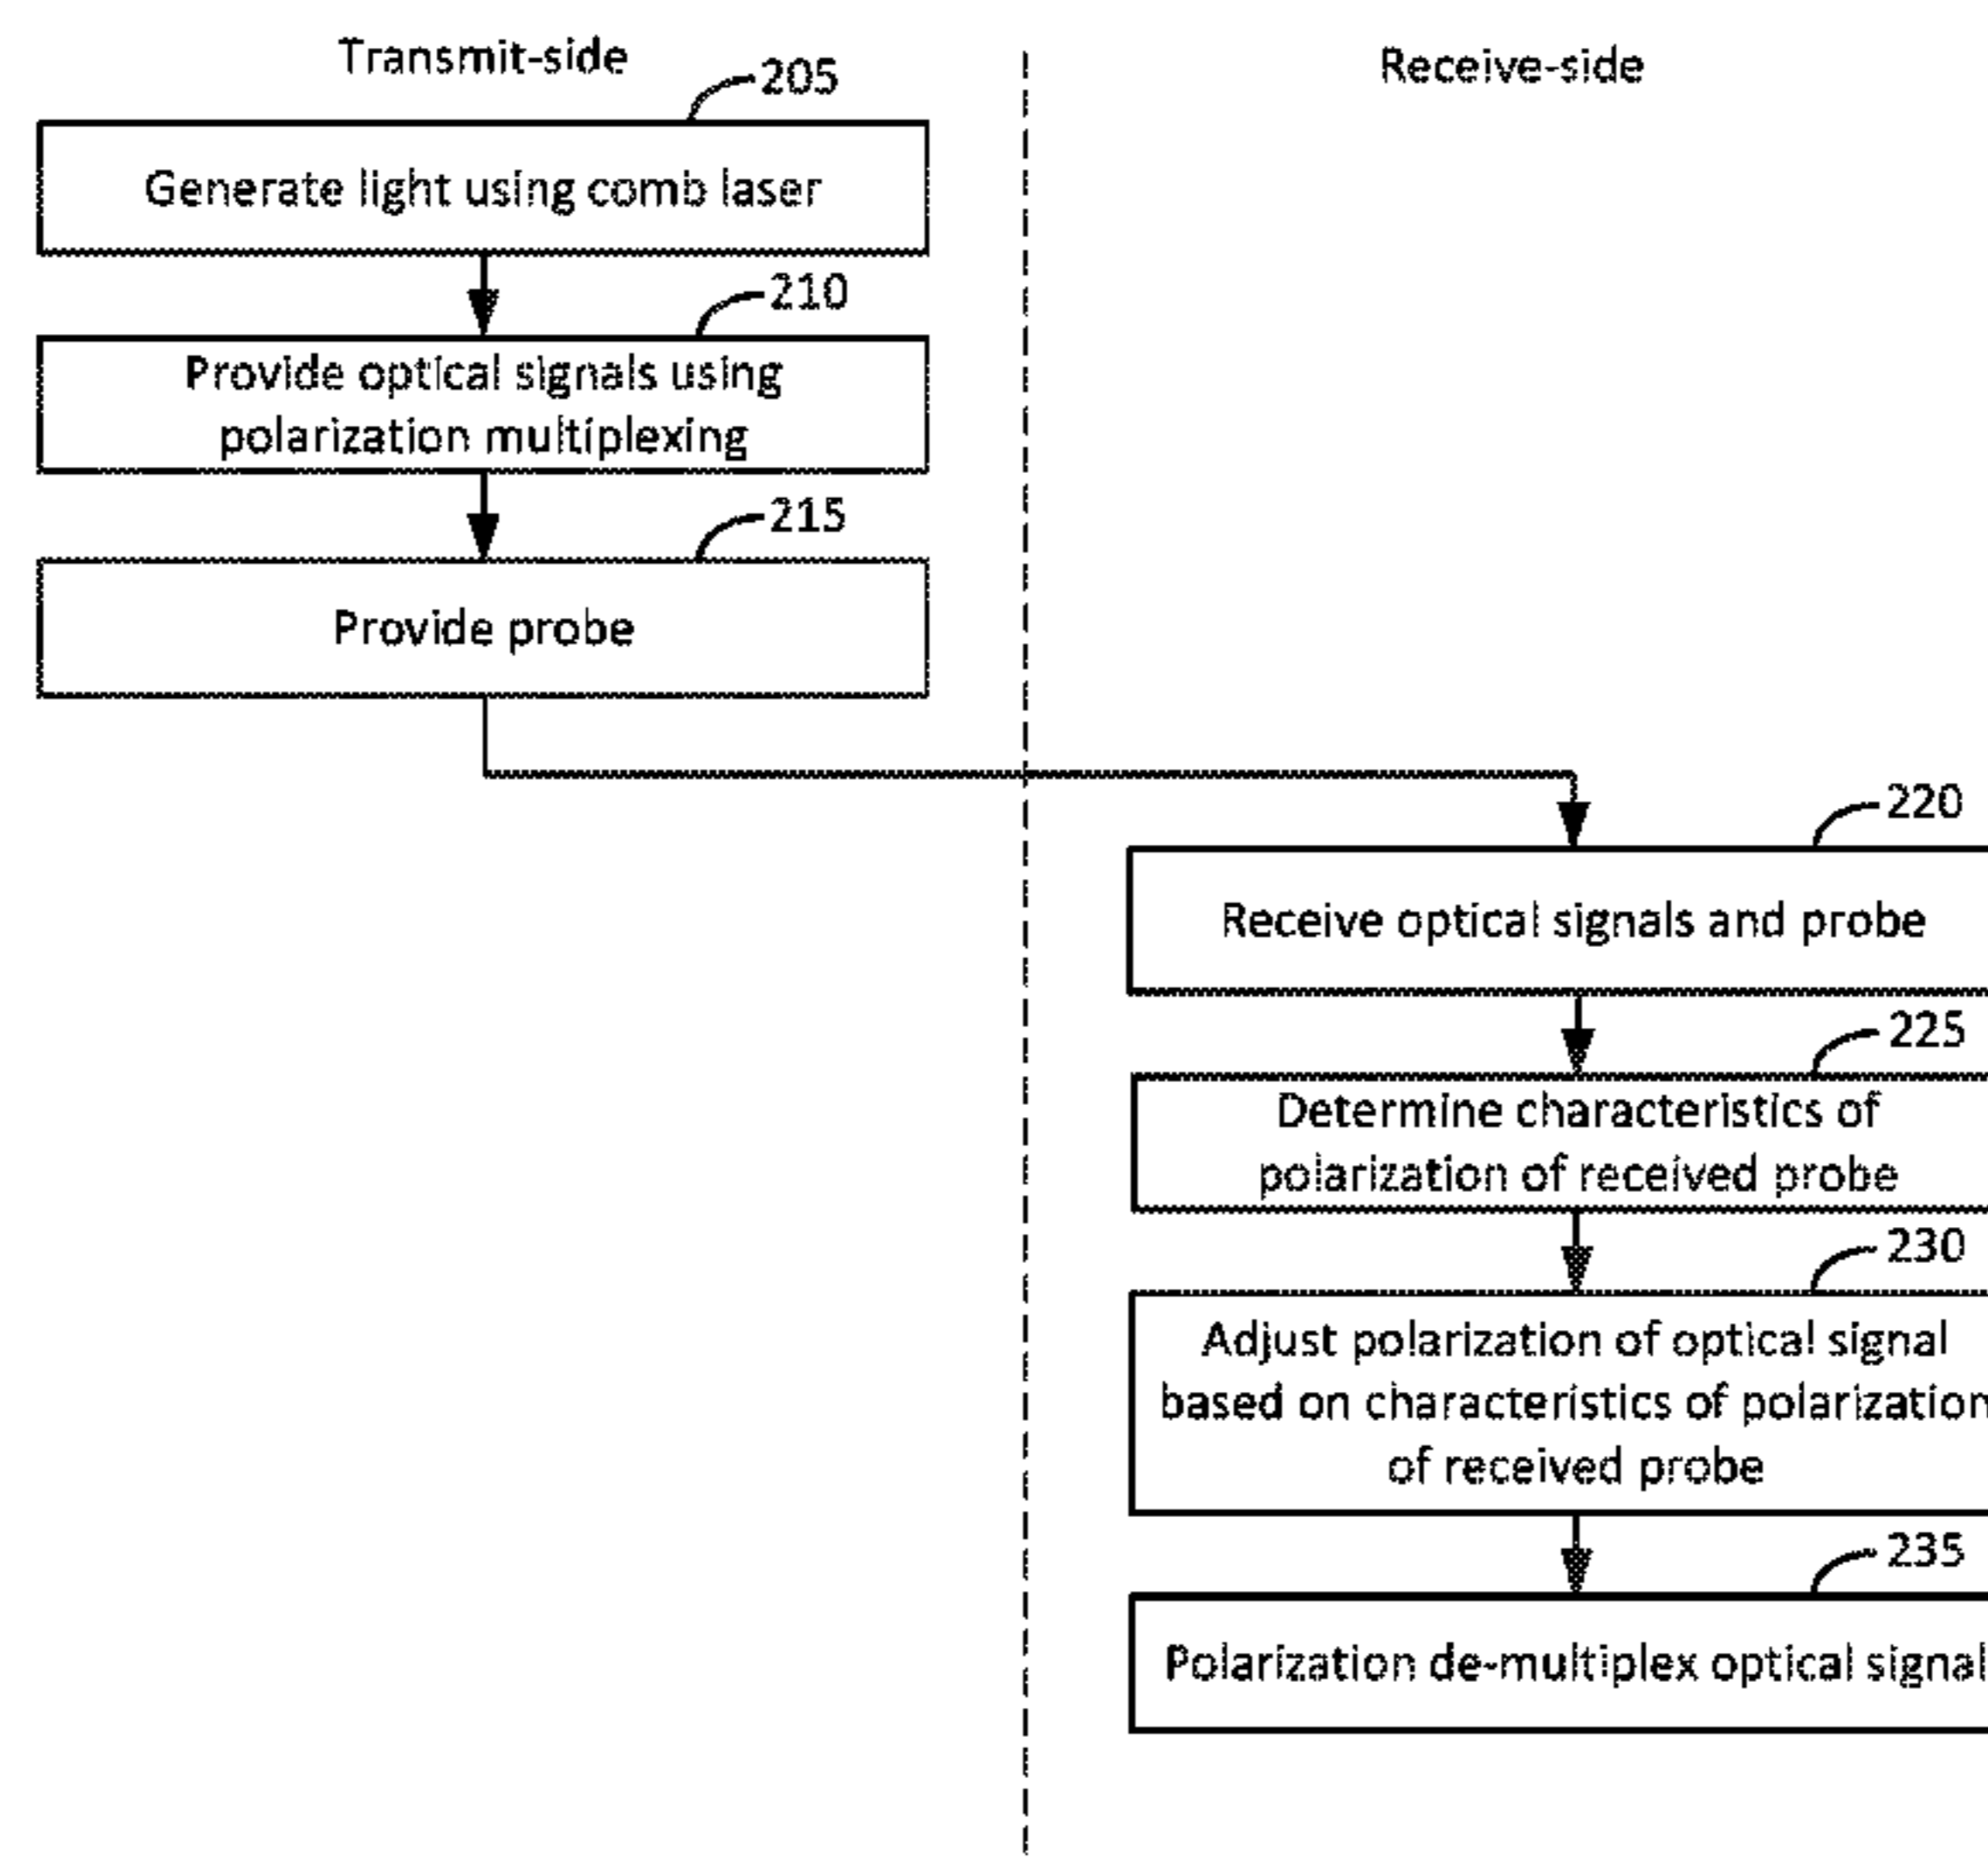 Transmit-side
205
Generate light using comb laser
210
Provide optical signals using
polarization multiplexing
215
Provide probe
Receive-side
220
Receive optical signals and probe
225
Determine characteristics of
polarization of received probe
230
Adjust polarization of optical signal
based on characteristics of polarization
of received probe
235
Polarization de-multiplex optical signal